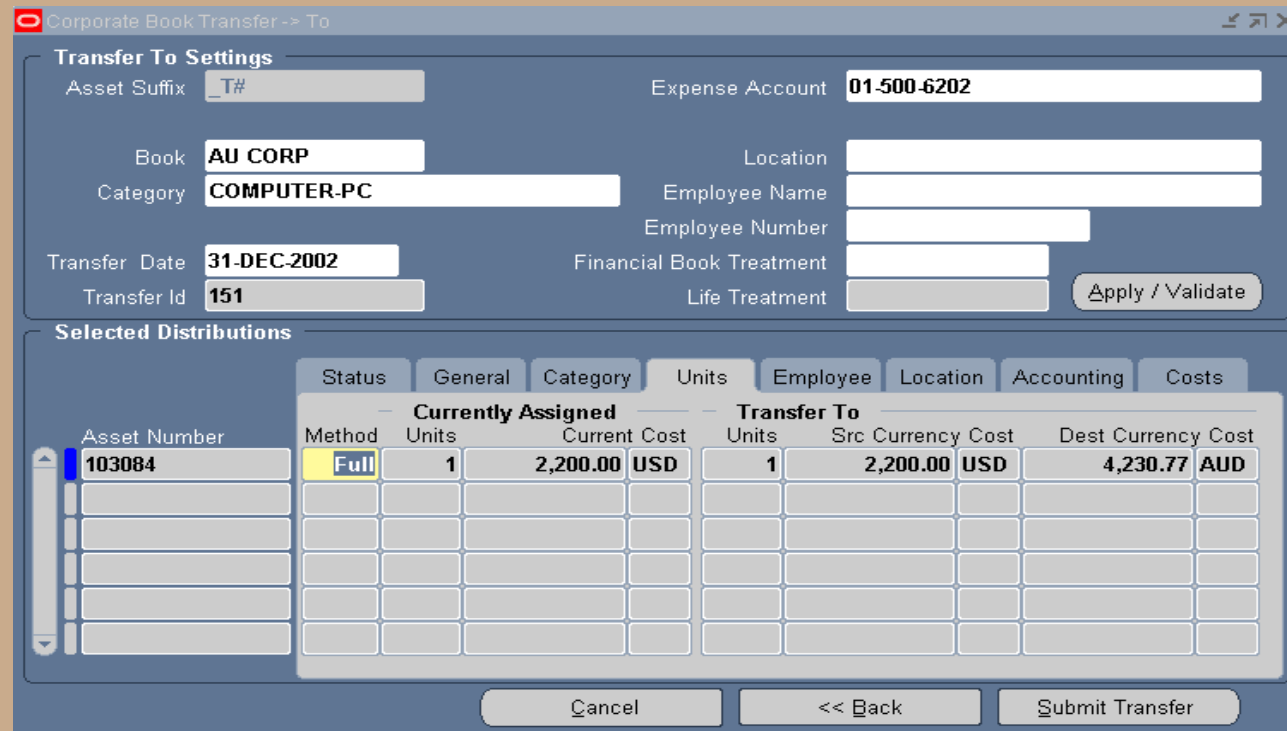 Corporate Book Transfer -> To
Transfer To Settings
Asset Suffix _T# Expense Account 01-500-6202
Book AU CORP Location
Category COMPUTER-PC Employee Name
Employee Number
Transfer Date 31-DEC-2002 Financial Book Treatment
Transfer Id 151 Life Treatment Apply / Validate
Selected Distributions
Status General Category Units Employee Location Accounting Costs
Currently Assigned Transfer To
Asset Number Method Units Current Cost Units Src Currency Cost Dest Currency Cost
103084 Full 1 2,200.00 USD 1 2,200.00 USD 4,230.77 AUD
Cancel << Back Submit Transfer